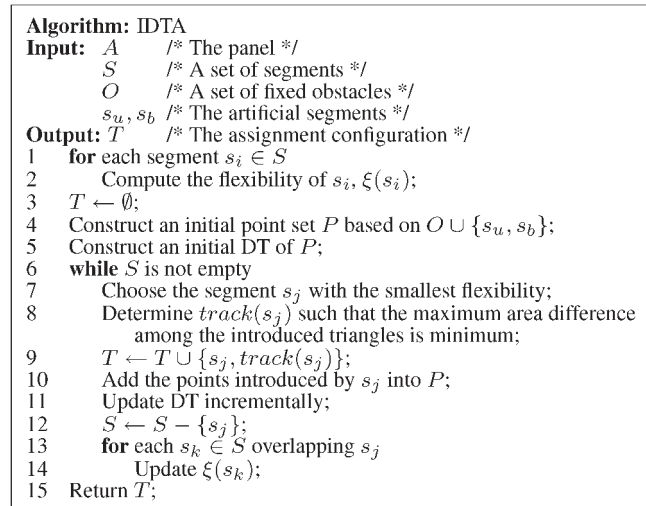 Algorithm: IDTA
Input: A /* The panel */
S /* A set of segments */
O /* A set of fixed obstacles */
s_u, s_b /* The artificial segments */
Output: T /* The assignment configuration */
1 for each segment s_i ∈ S
2 Compute the flexibility of s_i, ξ(s_i);
3 T ← ∅;
4 Construct an initial point set P based on O ∪ {s_u, s_b};
5 Construct an initial DT of P;
6 while S is not empty
7 Choose the segment s_j with the smallest flexibility;
8 Determine track(s_j) such that the maximum area difference
among the introduced triangles is minimum;
9 T ← T ∪ {s_j, track(s_j)};
10 Add the points introduced by s_j into P;
11 Update DT incrementally;
12 S ← S − {s_j};
13 for each s_k ∈ S overlapping s_j
14 Update ξ(s_k);
15 Return T;